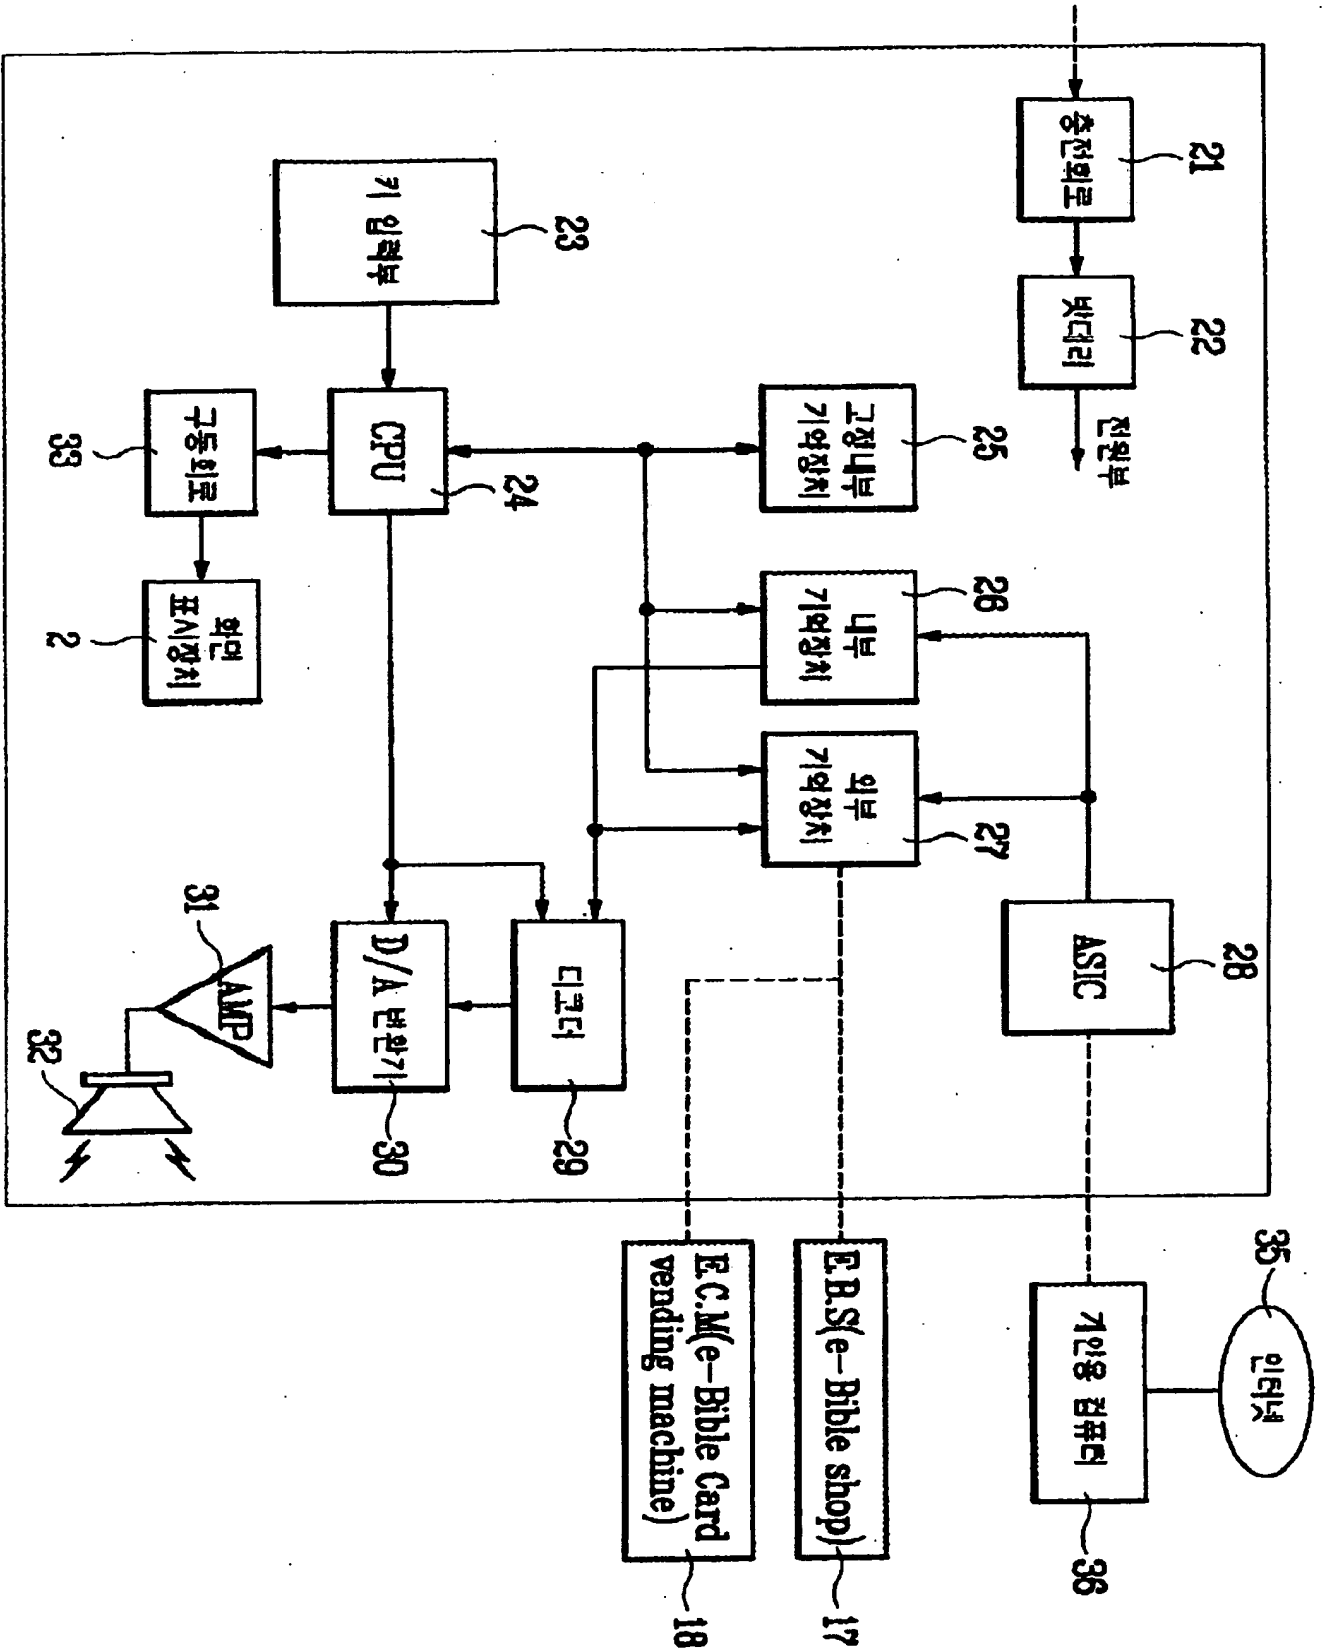 21
충전회로
22
밧데리
전원부
28
ASIC
35
인터넷
개인용 컴퓨터
36
25
고정내부
기억장치
26
내부
기억장치
27
외부
기억장치
E.B.S(e-Bible shop)
17
E.C.M(e-Bible Card
vending machine)
18
23
키 입력부
24
CPU
디코더
29
D/A 변환기
30
33
구동회로
화면
표시장치
2
31
AMP
32